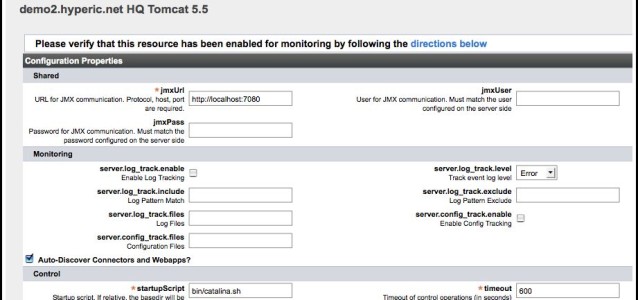 demo2.hyperic.net HQ Tomcat 5.5
Please verify that this resource has been enabled for monitoring by following the directions below
Configuration Properties
Shared
* jmxUrl
URL for JMX communication. Protocol, host, port are required.
http://localhost:7080
jmxUser
User for JMX communication. Must match the user configured on the server side
jmxPass
Password for JMX communication. Must match the password configured on the server side
Monitoring
server.log_track.enable
Enable Log Tracking
server.log_track.level
Track event log level
Error
server.log_track.include
Log Pattern Match
server.log_track.exclude
Log Pattern Exclude
server.log_track.files
Log Files
server.config_track.enable
Enable Config Tracking
server.config_track.files
Configuration Files
Auto-Discover Connectors and Webapps?
Control
* startupScript
Startup script. If relative, the basedir will be
bin/catalina.sh
* timeout
Timeout of control operations (in seconds)
600